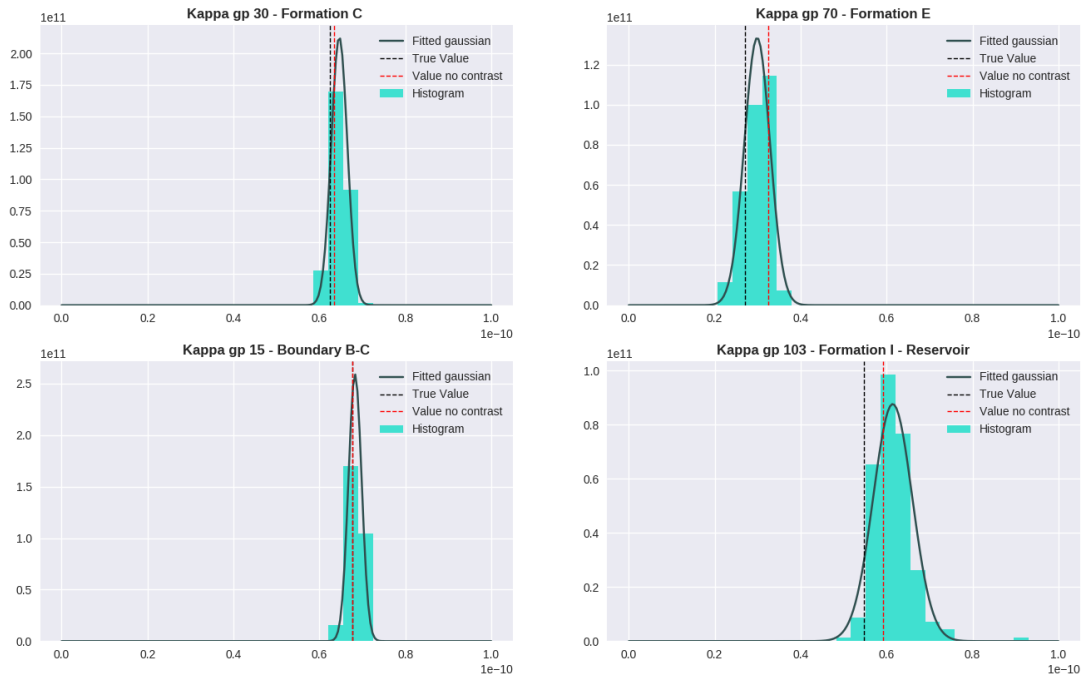 Kappa gp 30 - Formation C
1e11
2.00
1.75
1.50
1.25
1.00
0.75
0.50
0.25
0.00
0.0 0.2 0.4 0.6 0.8 1.0
1e−10
Fitted gaussian
True Value
Value no contrast
Histogram
Kappa gp 70 - Formation E
1e11
1.2
1.0
0.8
0.6
0.4
0.2
0.0
0.0 0.2 0.4 0.6 0.8 1.0
1e−10
Fitted gaussian
True Value
Value no contrast
Histogram
Kappa gp 15 - Boundary B-C
1e11
2.5
2.0
1.5
1.0
0.5
0.0
0.0 0.2 0.4 0.6 0.8 1.0
1e−10
Fitted gaussian
True Value
Value no contrast
Histogram
Kappa gp 103 - Formation I - Reservoir
1e11
1.0
0.8
0.6
0.4
0.2
0.0
0.0 0.2 0.4 0.6 0.8 1.0
1e−10
Fitted gaussian
True Value
Value no contrast
Histogram